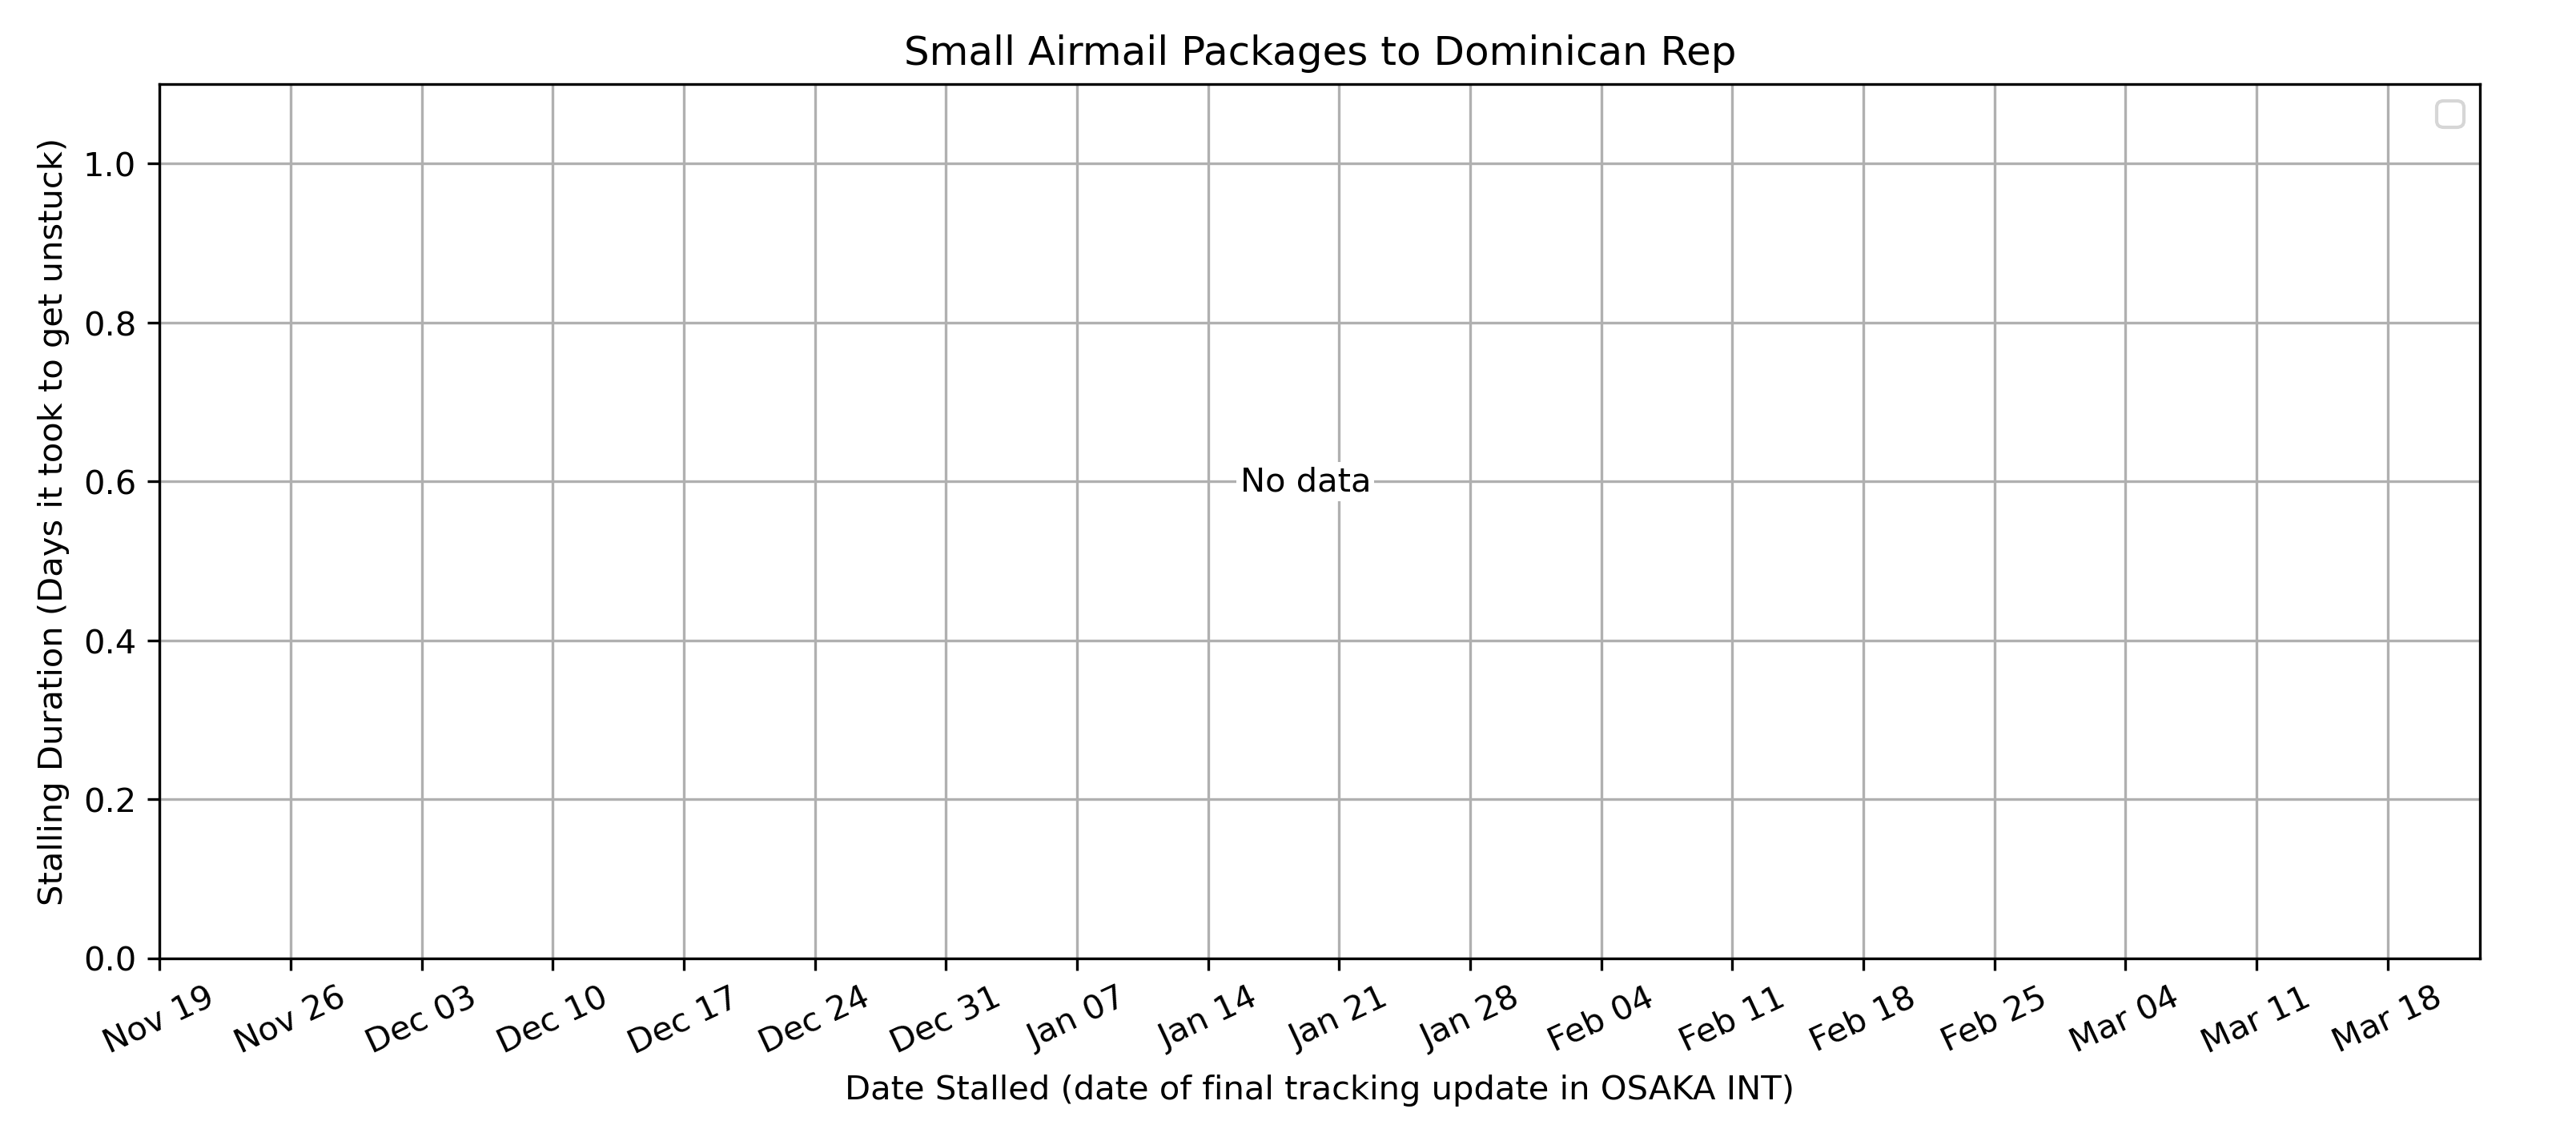 Small Airmail Packages to Dominican Rep
Stalling Duration (Days it took to get unstuck)
1.0
0.8
0.6
0.4
0.2
0.0
No data
Nov 19 Nov 26 Dec 03 Dec 10 Dec 17 Dec 24 Dec 31 Jan 07 Jan 14 Jan 21 Jan 28 Feb 04 Feb 11 Feb 18 Feb 25 Mar 04 Mar 11 Mar 18
Date Stalled (date of final tracking update in OSAKA INT)